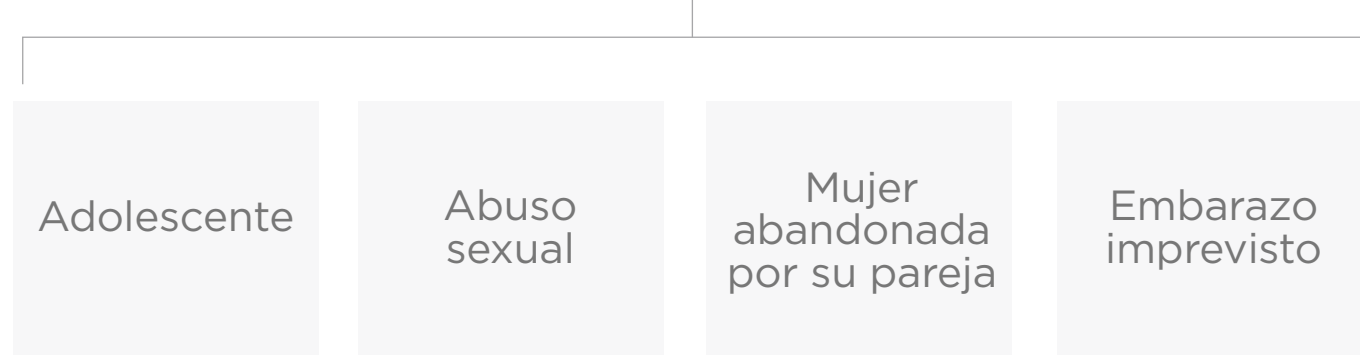 Adolescente
Abuso
sexual
Mujer
abandonada
por su pareja
Embarazo
imprevisto